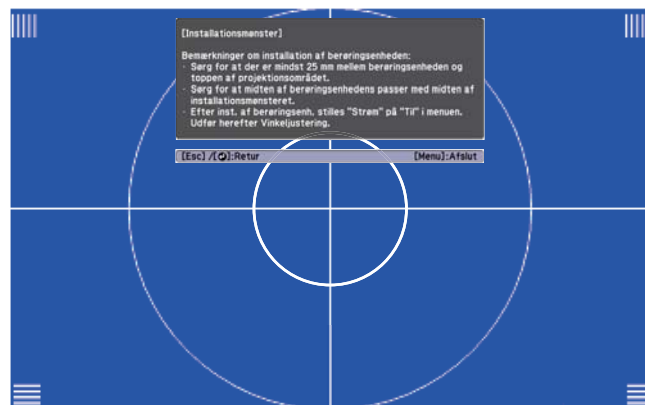 [Installationsmønster]
Bemærkninger om installation af berøringsenheden:
· Sørg for at der er mindst 25 mm mellem berøringsenheden og
toppen af projektionsområdet.
· Sørg for at midten af berøringsenhedens passer med midten af
installationsmønsteret.
· Efter inst. af berøringsenh. stilles "Strøm" på "Til" i menuen.
Udfør herefter Vinkeljustering.
[Esc] /[⮌]:Retur [Menu]:Afslut